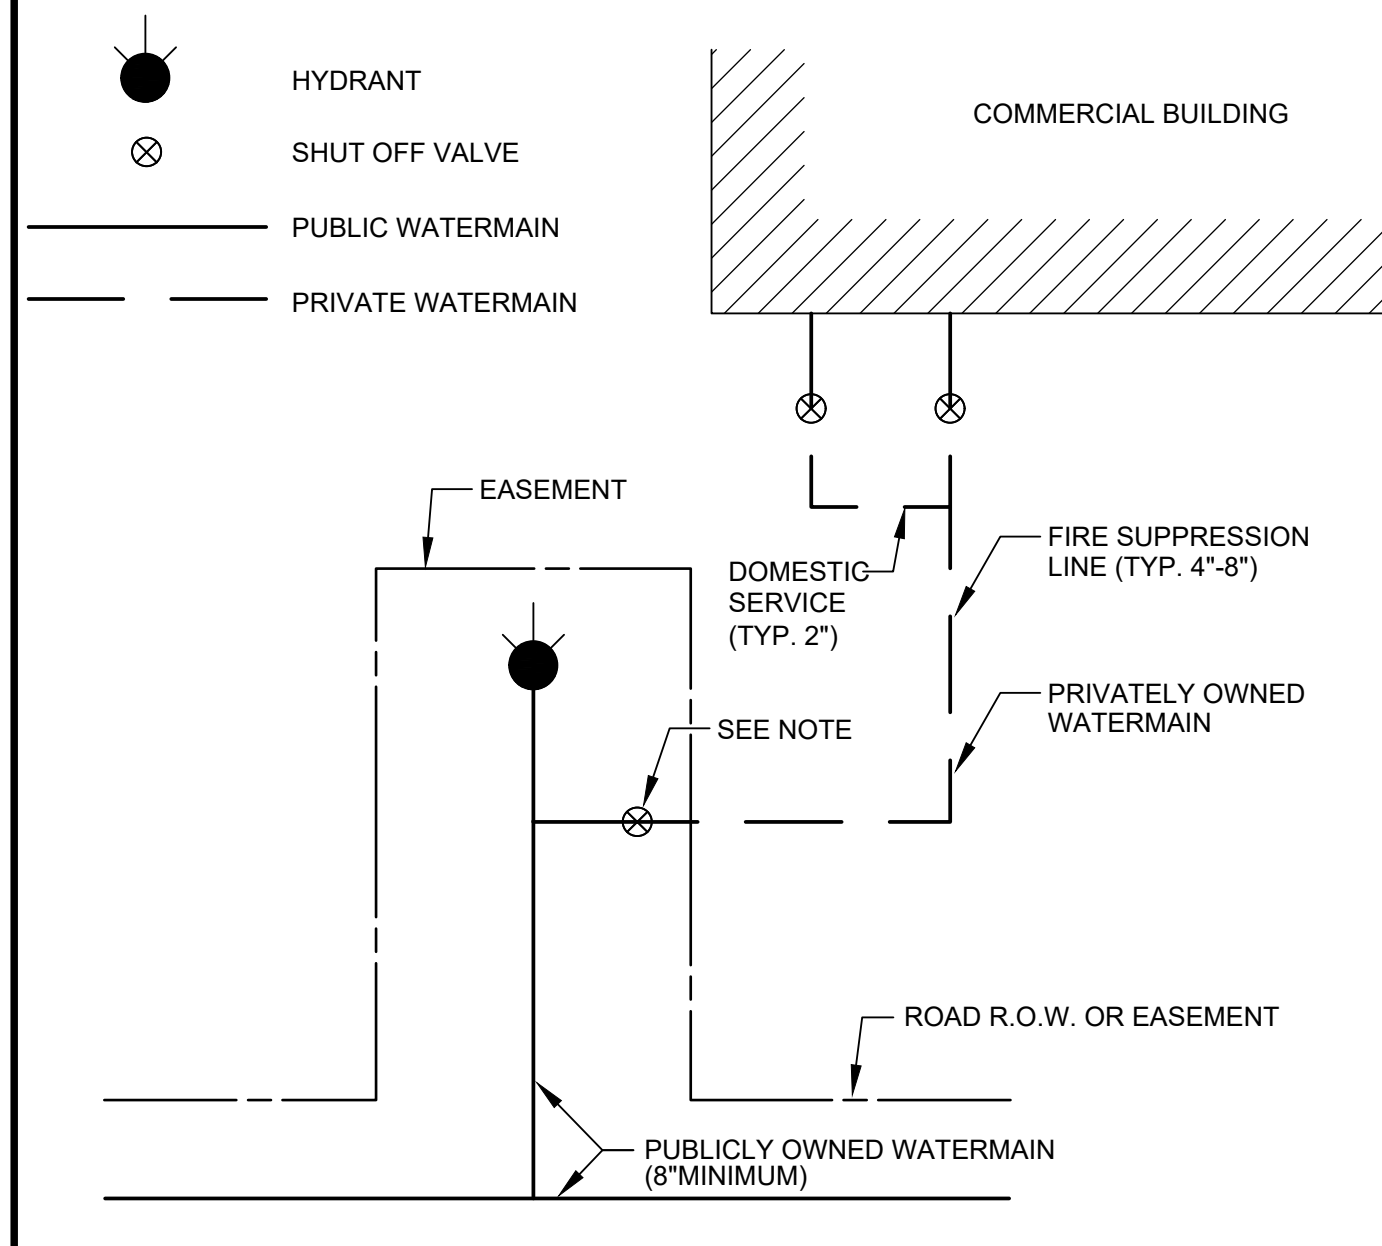 HYDRANT
SHUT OFF VALVE
PUBLIC WATERMAIN
PRIVATE WATERMAIN
COMMERCIAL BUILDING
EASEMENT
DOMESTIC
SERVICE
(TYP. 2")
FIRE SUPPRESSION
LINE (TYP. 4"-8")
PRIVATELY OWNED
WATERMAIN
SEE NOTE
ROAD R.O.W. OR EASEMENT
PUBLICLY OWNED WATERMAIN
(8"MINIMUM)